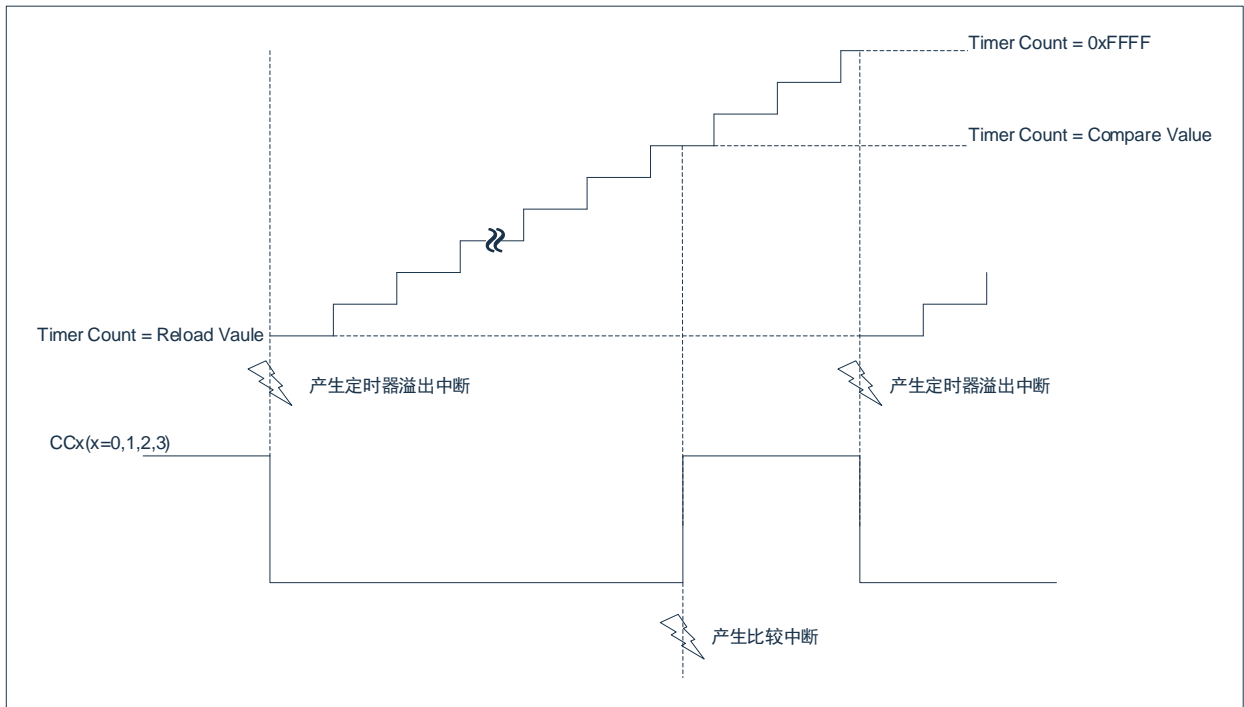 Timer Count = 0xFFFF
Timer Count = Compare Value
Timer Count = Reload Vaule
产生定时器溢出中断
产生定时器溢出中断
CCx(x=0,1,2,3)
产生比较中断